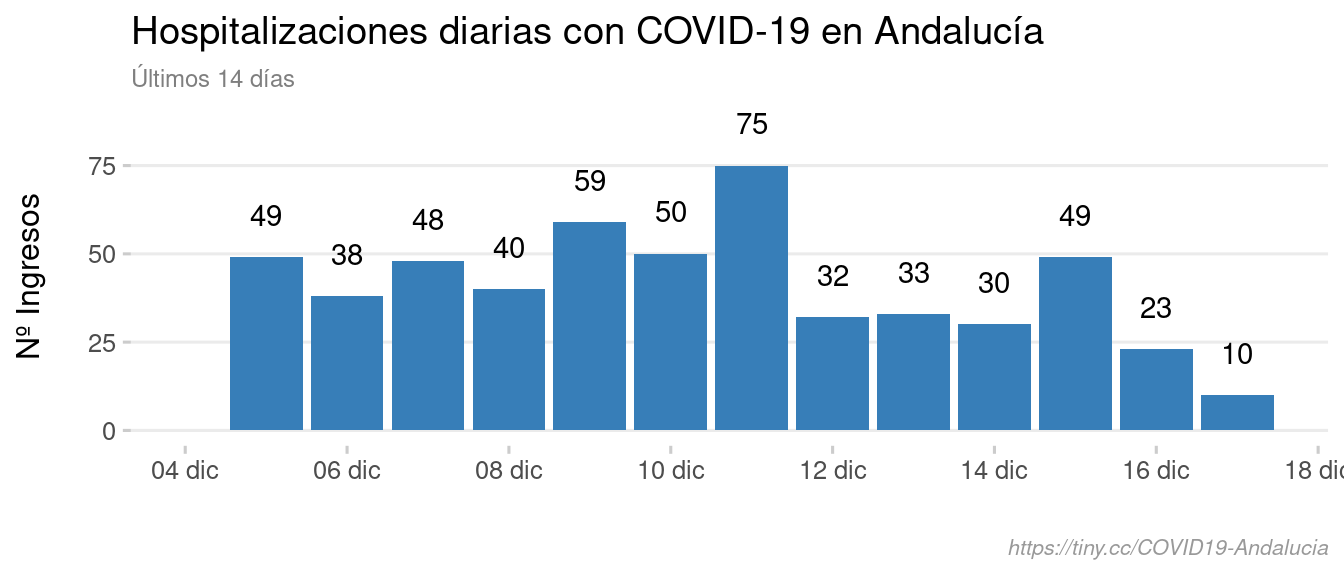 Hospitalizaciones diarias con COVID-19 en Andalucía
Últimos 14 días
Nº Ingresos
75
50
25
0
49
38
48
40
59
50
75
32
33
30
49
23
10
04 dic
06 dic
08 dic
10 dic
12 dic
14 dic
16 dic
18 dic
https://tiny.cc/COVID19-Andalucia